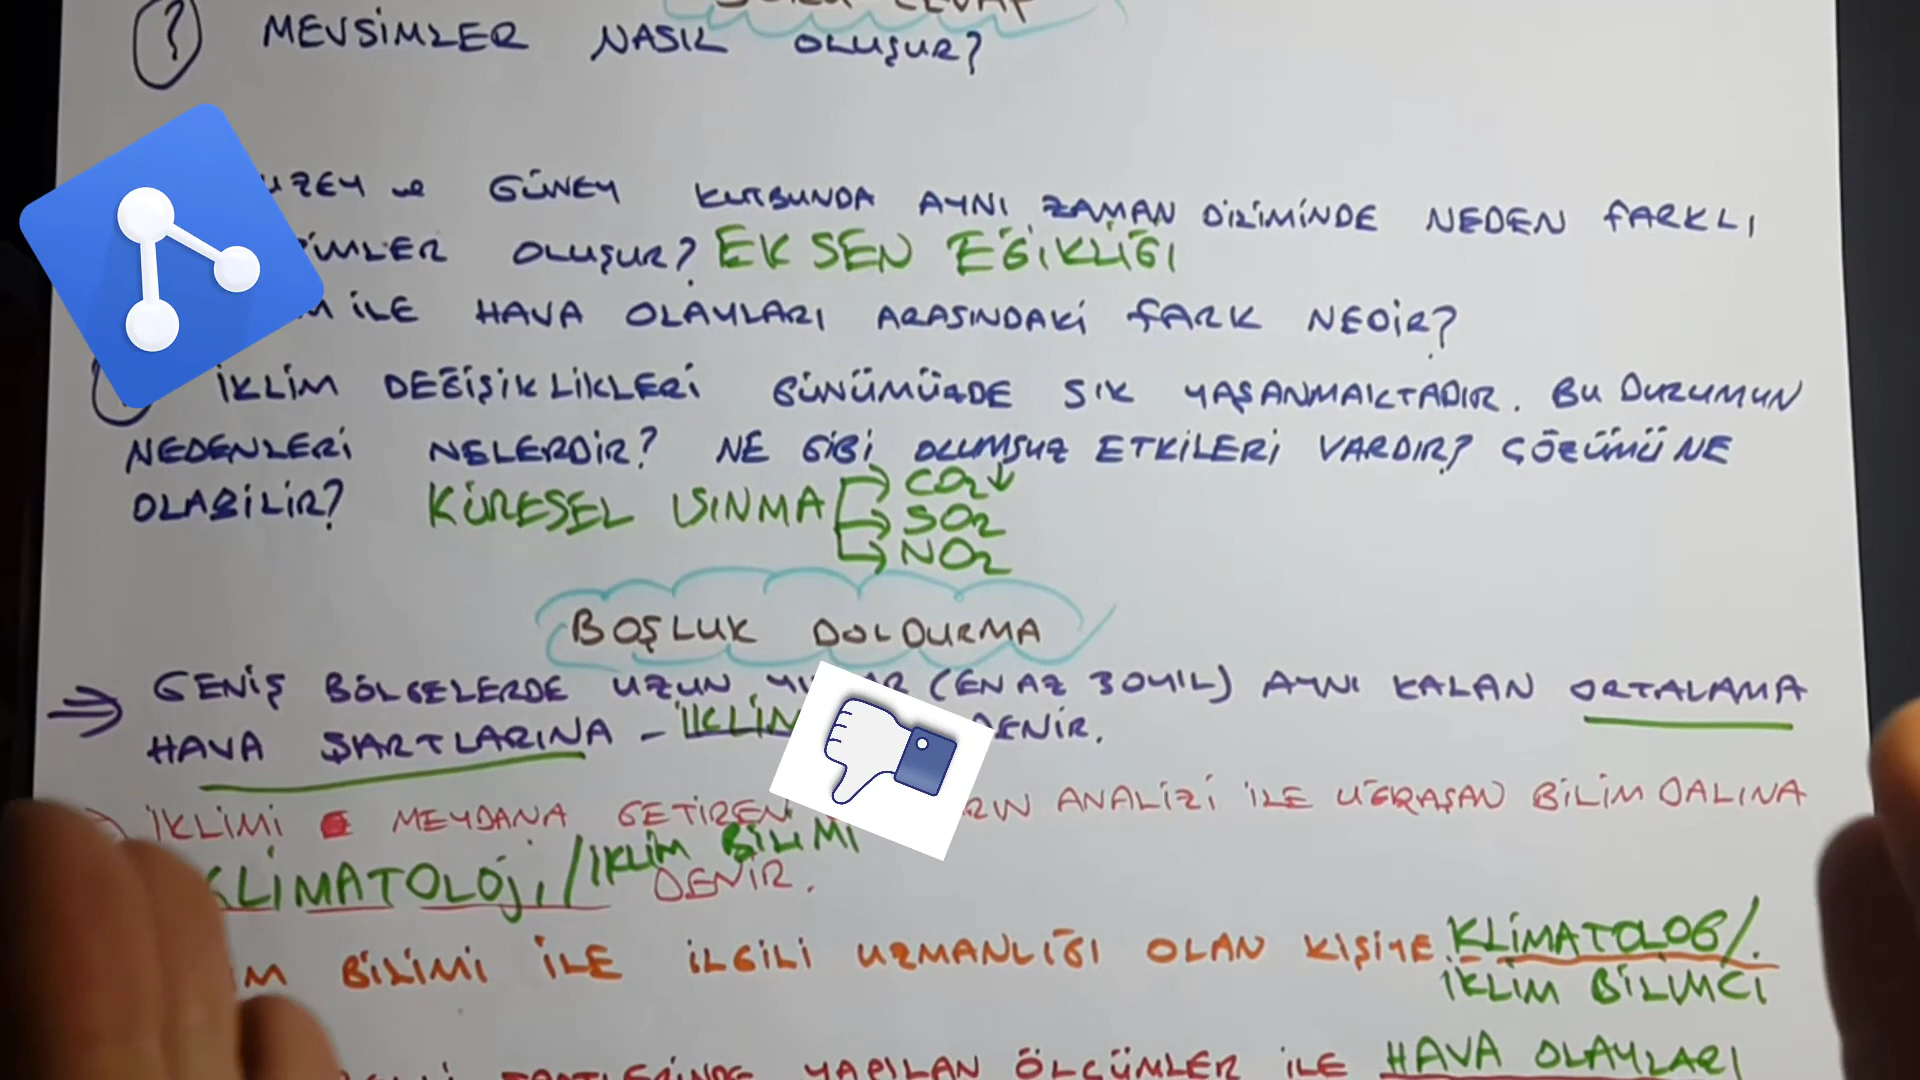 MEVSİMLER NASIL OLUŞUR?
UZEY ve GÜNEY KUTBUNDA AYNI ZAMAN DİLİMİNDE NEDEN FARKLI
İMLER OLUŞUR? EKSEN EĞİKLİĞİ
M İLE HAVA OLAYLARI ARASINDAKİ FARK NEDİR?
İKLİM DEĞİŞİKLİKLERİ GÜNÜMÜZDE SIK YAŞANMAKTADIR. BU DURUMUN
NEDENLERİ NELERDİR? NE GİBİ OLUMSUZ ETKİLERİ VARDIR? ÇÖZÜMÜ NE
OLABİLİR? KÜRESEL ISINMA → CO2↓
→ SO2
→ NO2
BOŞLUK DOLDURMA
⇒ GENİŞ BÖLGELERDE UZUN (EN AZ 30 YIL) AYNI KALAN ORTALAMA
HAVA ŞARTLARINA - İKLİM DENİR.
İKLİMİ MEYDANA GETİREN ANALİZİ İLE UĞRAŞAN BİLİM DALINA
KLİMATOLOJİ/İKLİM BİLİMİ
DENİR.
M BİLİMİ İLE İLGİLİ UZMANLIĞI OLAN KİŞİYE KLİMATOLOG/.
İKLİM BİLİMCİ
YAPILAN ÖLÇÜMLER İLE HAVA OLAYLARI